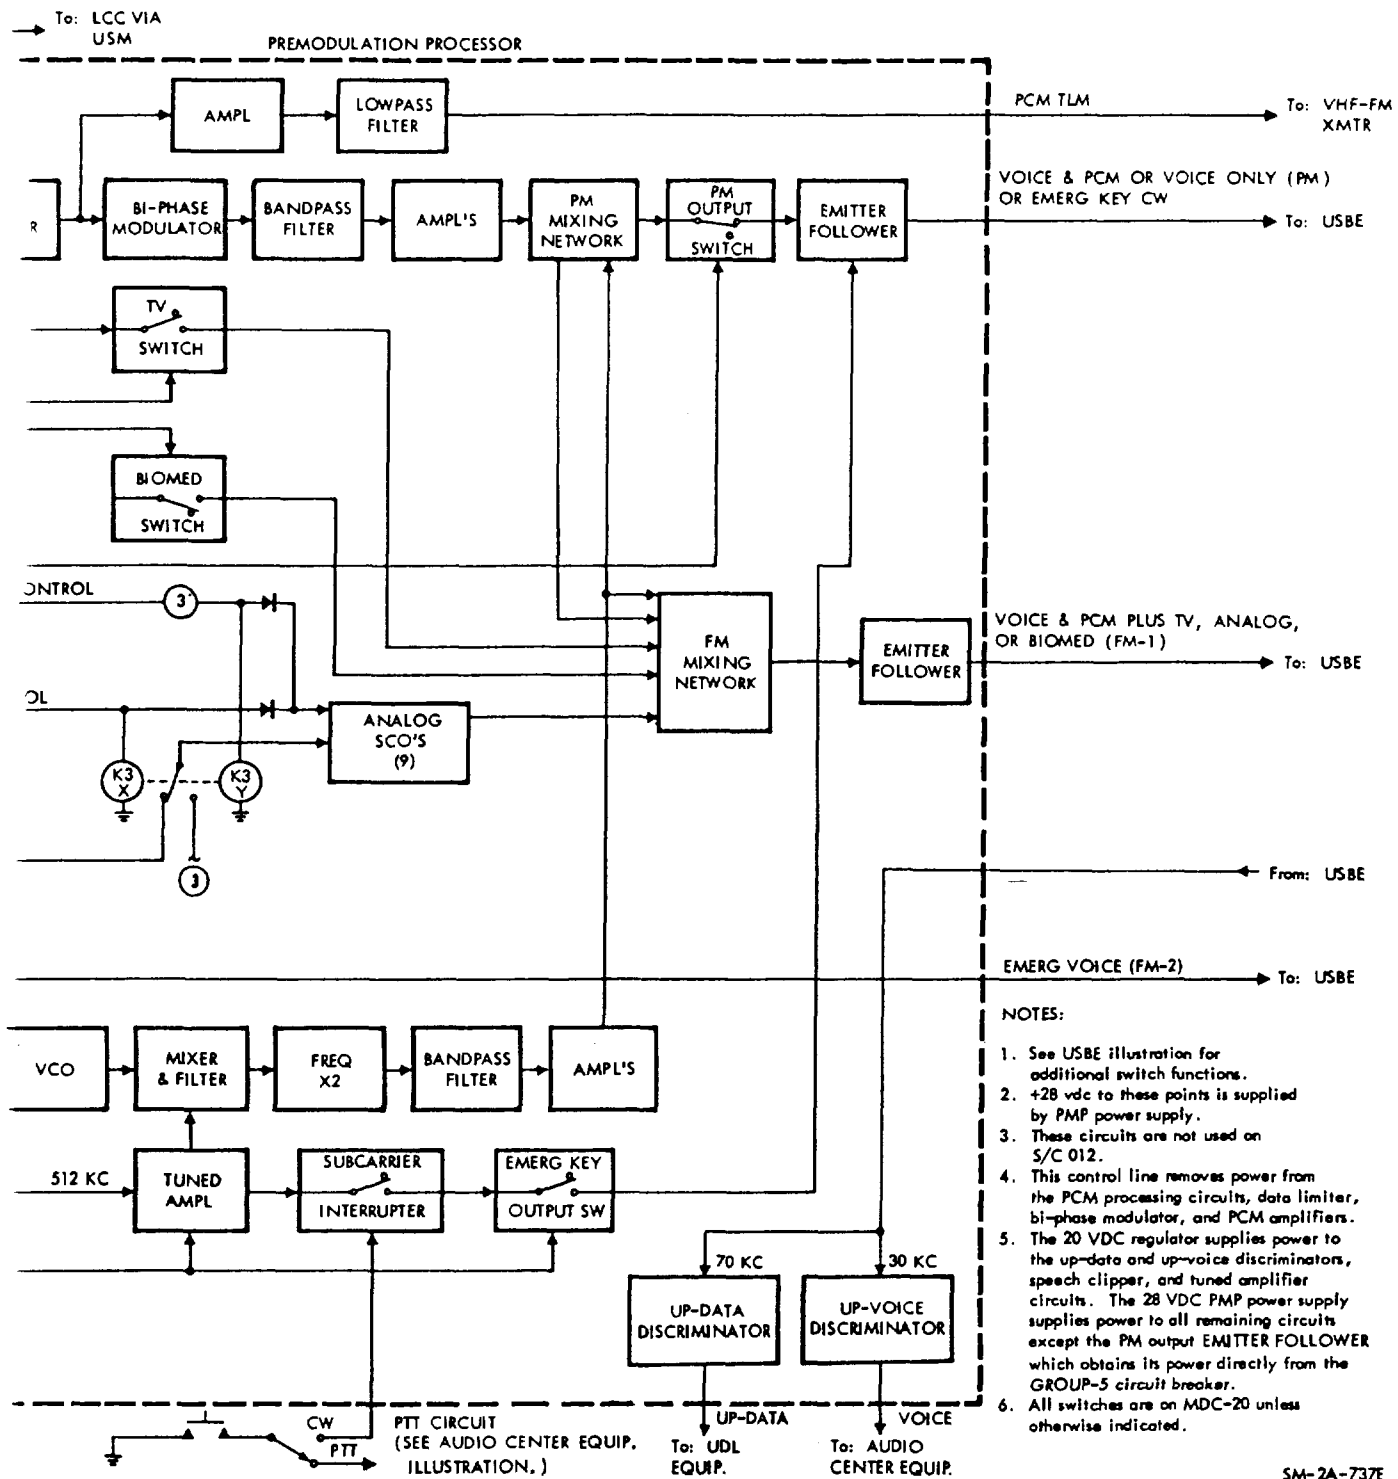 To: LCC VIA
USM
PREMODULATION PROCESSOR
AMPL
LOWPASS
FILTER
PCM TLM
To: VHF-FM
XMTR
R
BI-PHASE
MODULATOR
BANDPASS
FILTER
AMPL'S
PM
MIXING
NETWORK
PM
OUTPUT
SWITCH
EMITTER
FOLLOWER
VOICE & PCM OR VOICE ONLY (PM)
OR EMERG KEY CW
To: USBE
TV
SWITCH
BIOMED
SWITCH
ONTROL
3
OL
K3
X
K3
Y
3
ANALOG
SCO'S
(9)
FM
MIXING
NETWORK
EMITTER
FOLLOWER
VOICE & PCM PLUS TV, ANALOG,
OR BIOMED (FM-1)
To: USBE
From: USBE
EMERG VOICE (FM-2)
To: USBE
VCO
MIXER
& FILTER
FREQ
X2
BANDPASS
FILTER
AMPL'S
512 KC
TUNED
AMPL
SUBCARRIER
INTERRUPTER
EMERG KEY
OUTPUT SW
70 KC
30 KC
UP-DATA
DISCRIMINATOR
UP-VOICE
DISCRIMINATOR
UP-DATA
VOICE
To: UDL
EQUIP.
To: AUDIO
CENTER EQUIP.
CW
PTT
PTT CIRCUIT
(SEE AUDIO CENTER EQUIP.
ILLUSTRATION.)
NOTES:
1. See USBE illustration for
additional switch functions.
2. +28 vdc to these points is supplied
by PMP power supply.
3. These circuits are not used on
S/C 012.
4. This control line removes power from
the PCM processing circuits, data limiter,
bi-phase modulator, and PCM amplifiers.
5. The 20 VDC regulator supplies power to
the up-data and up-voice discriminators,
speech clipper, and tuned amplifier
circuits. The 28 VDC PMP power supply
supplies power to all remaining circuits
except the PM output EMITTER FOLLOWER
which obtains its power directly from the
GROUP-5 circuit breaker.
6. All switches are on MDC-20 unless
otherwise indicated.
SM-2A-737F